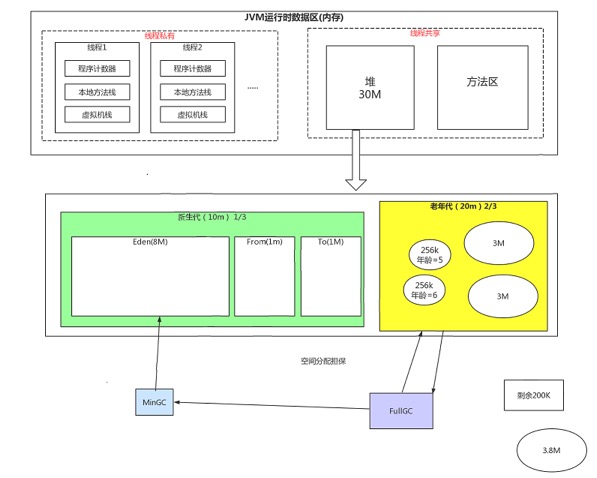 JVM运行时数据区(内存)
线程私有
线程共享
线程1
线程2
程序计数器
程序计数器
本地方法栈
本地方法栈
虚拟机栈
虚拟机栈
.....
堆
30M
方法区
新生代（10m）1/3
Eden(8M)
From(1m)
To(1M)
老年代（20m）2/3
256k
年龄=5
256k
年龄=6
3M
3M
空间分配担保
MinGC
FullGC
剩余200K
3.8M